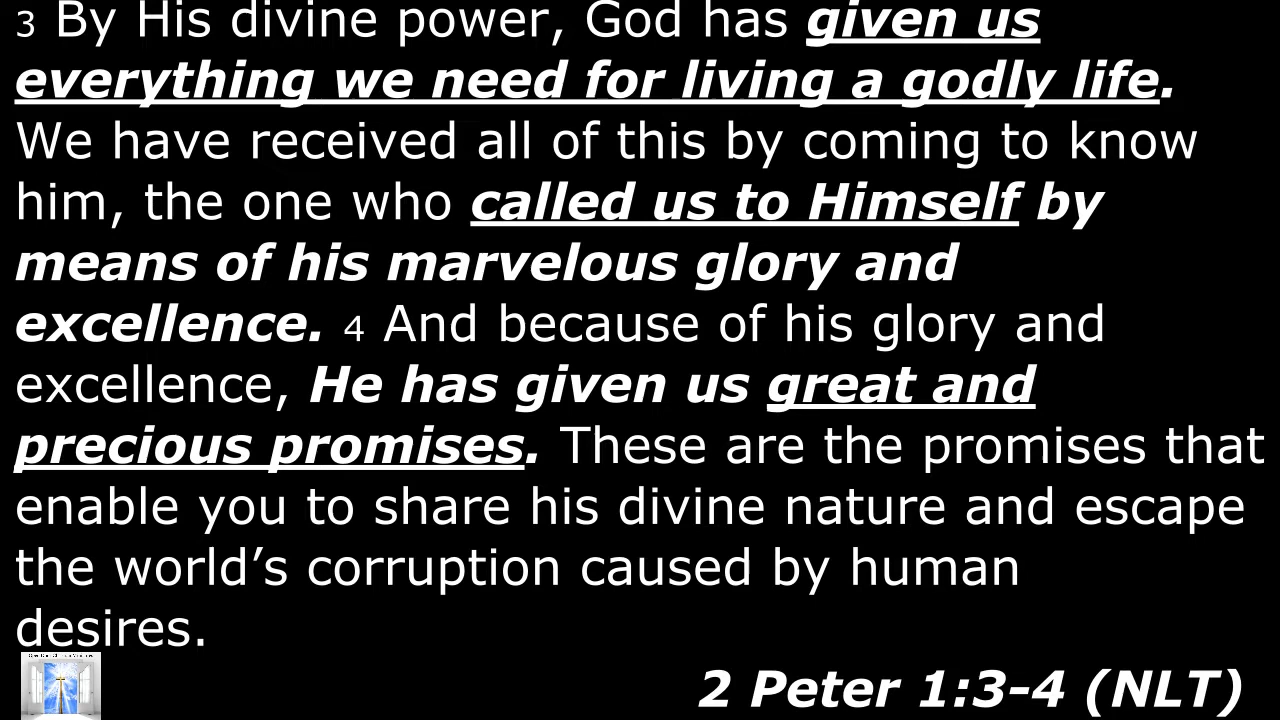 3 By His divine power, God has given us
everything we need for living a godly life.
We have received all of this by coming to know
him, the one who called us to Himself by
means of his marvelous glory and
excellence. 4 And because of his glory and
excellence, He has given us great and
precious promises. These are the promises that
enable you to share his divine nature and escape
the world’s corruption caused by human
desires.
2 Peter 1:3-4 (NLT)